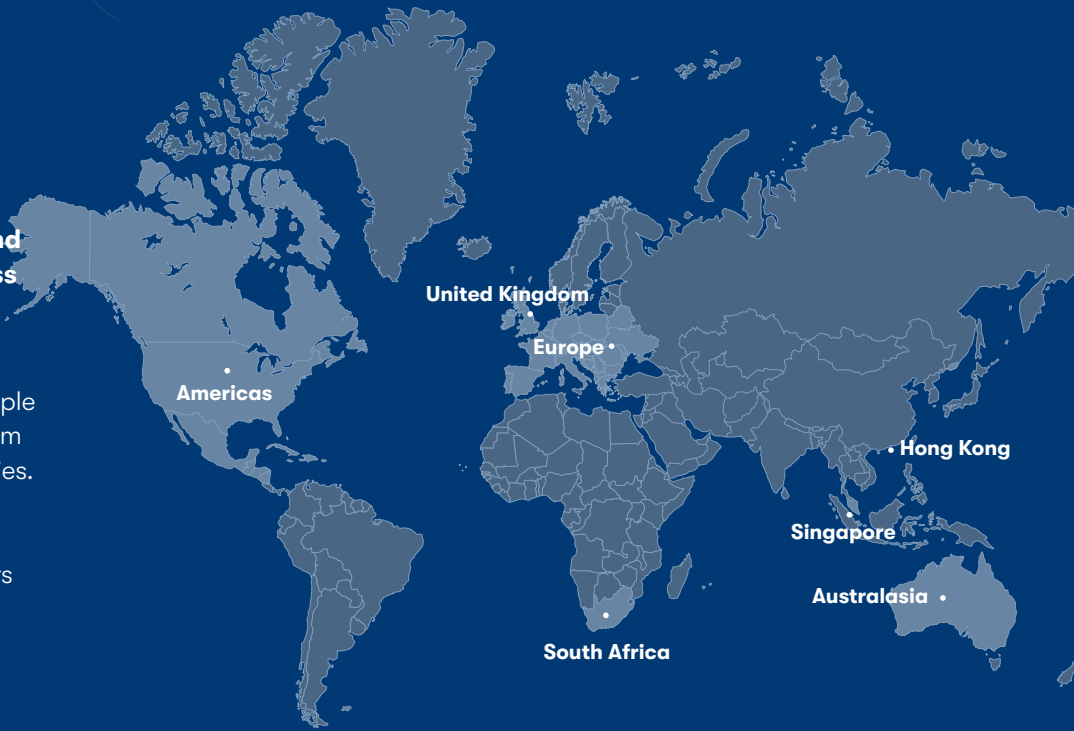 United Kingdom
Europe
Americas
Hong Kong
Singapore
Australasia
South Africa